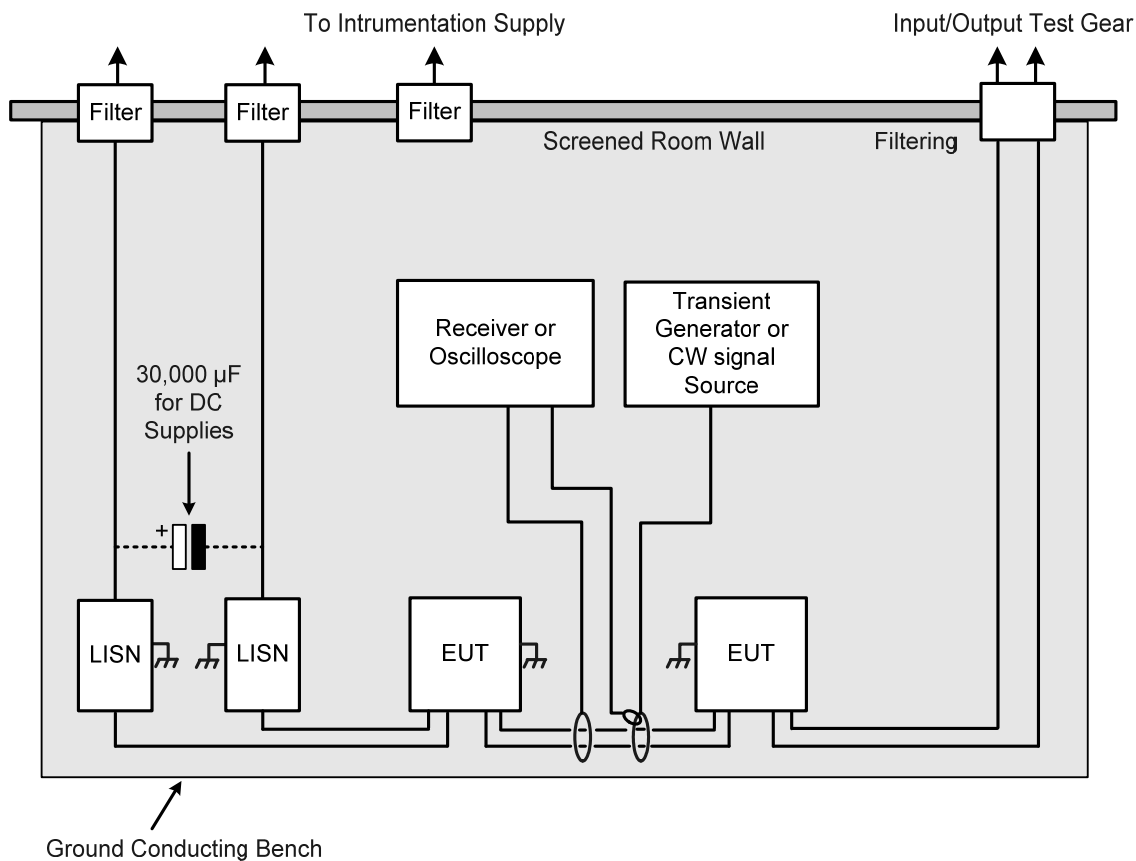 To Intrumentation Supply
Input/Output Test Gear
Filter
Filter
Filter
Screened Room Wall
Filtering
Receiver or
Oscilloscope
Transient
Generator or
CW signal
Source
30,000 µF
for DC
Supplies
+
LISN
LISN
EUT
EUT
Ground Conducting Bench